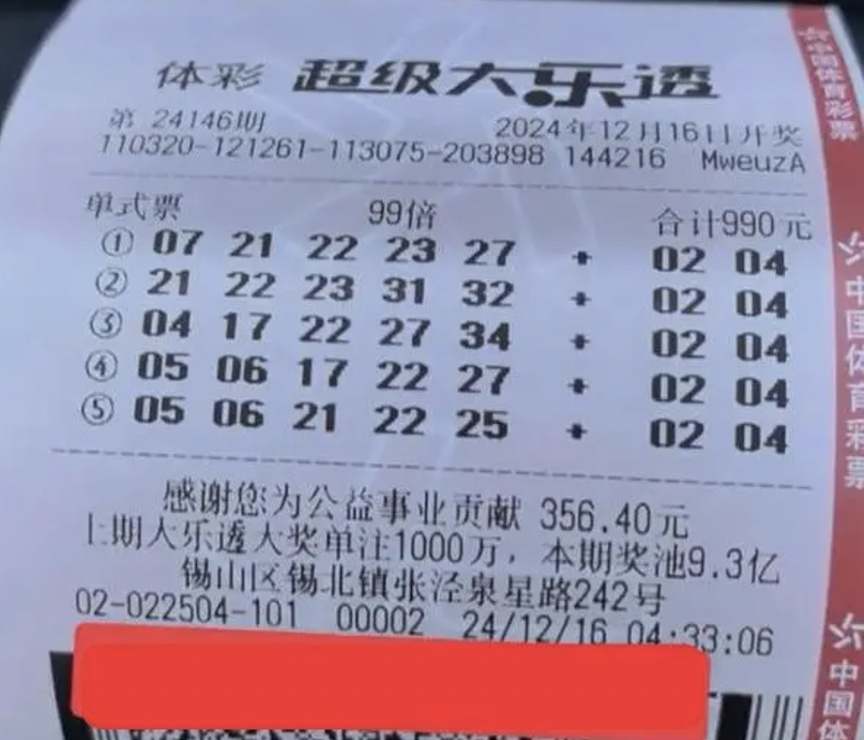 体彩 超级大乐透
第 24146期 2024年12月16日开奖
110320-121261-113075-203898 144216 MweuzA
单式票 99倍 合计990元
① 07 21 22 23 27 + 02 04
② 21 22 23 31 32 + 02 04
③ 04 17 22 27 34 + 02 04
④ 05 06 17 22 27 + 02 04
⑤ 05 06 21 22 25 + 02 04
感谢您为公益事业贡献 356.40元
上期大乐透大奖单注1000万，本期奖池9.3亿
锡山区锡北镇张泾泉星路242号
02-022504-101 00002 24/12/16 04:33:06
中国体育彩票
中国体育彩票
中国体